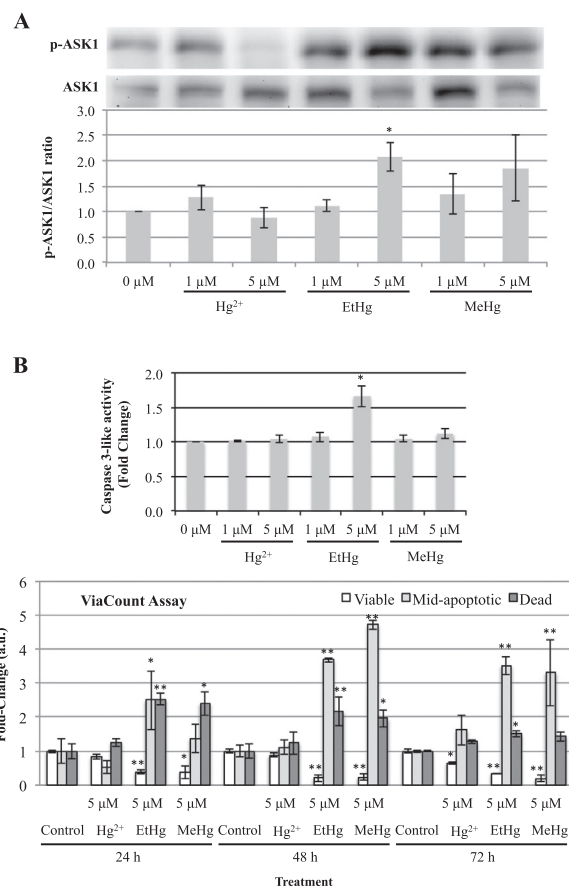 A
p-ASK1
ASK1
p-ASK1/ASK1 ratio
3.0
2.5
2.0
1.5
1.0
0.5
0.0
*
0 µM 1 µM 5 µM 1 µM 5 µM 1 µM 5 µM
Hg²⁺ EtHg MeHg
B
Caspase 3-like activity
(Fold Change)
2.0
1.5
1.0
0.5
0.0
*
0 µM 1 µM 5 µM 1 µM 5 µM 1 µM 5 µM
Hg²⁺ EtHg MeHg
ViaCount Assay
Viable Mid-apoptotic Dead
Fold-Change (a.u.)
6
5
4
3
2
1
0
** * ** * * ** ** ** ** ** * * ** ** * ** **
5 µM 5 µM 5 µM 5 µM 5 µM 5 µM 5 µM 5 µM 5 µM
Control Hg²⁺ EtHg MeHg Control Hg²⁺ EtHg MeHg Control Hg²⁺ EtHg MeHg
24 h 48 h 72 h
Treatment